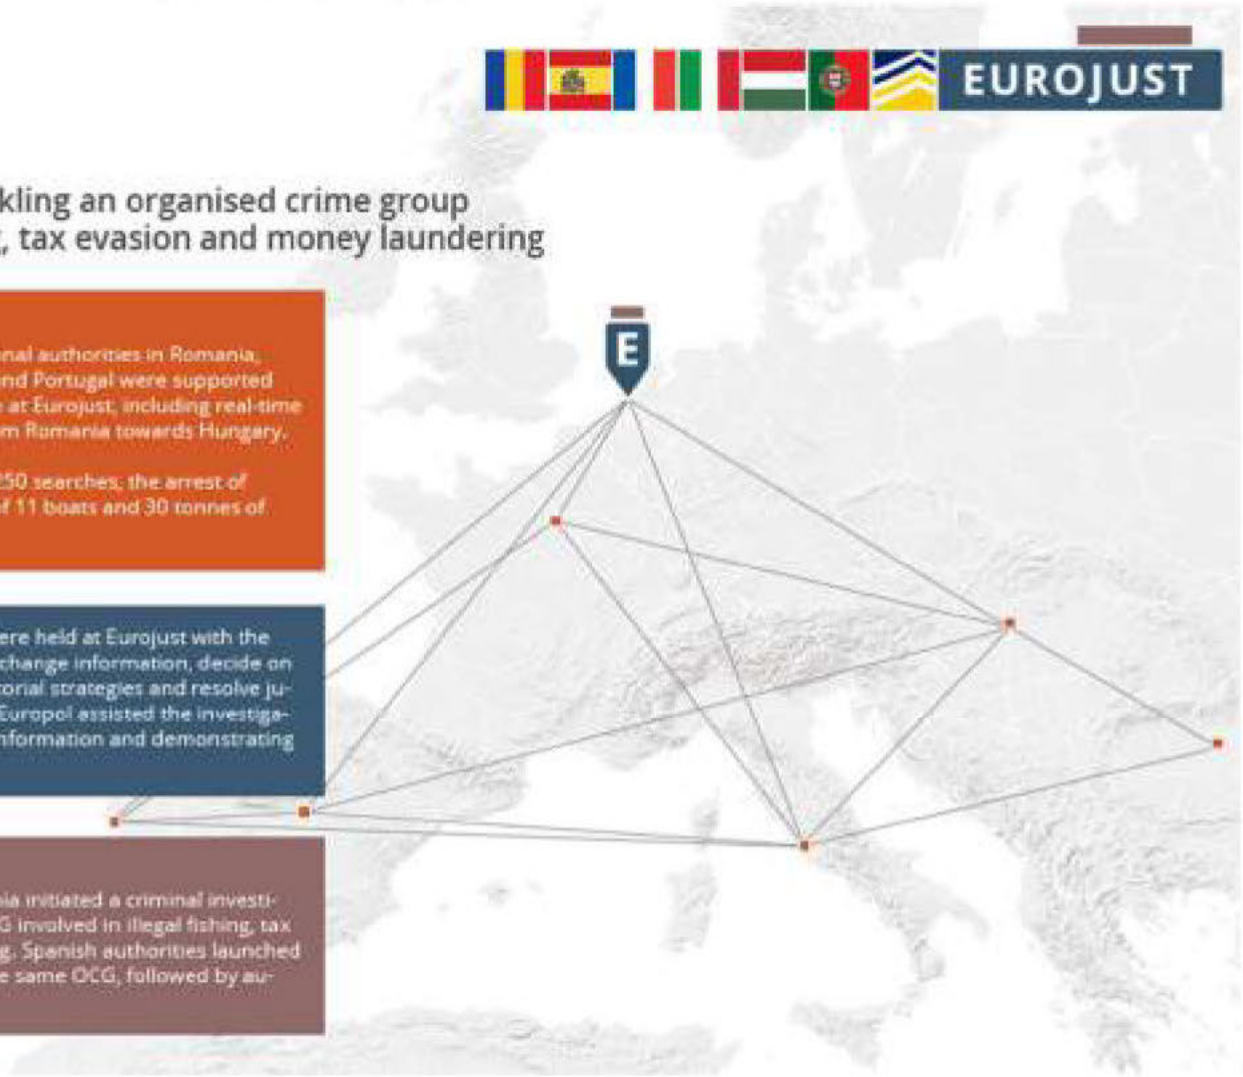 EUROJUST
kling an organised crime group
, tax evasion and money laundering
E
nal authorities in Romania,
nd Portugal were supported
at Eurojust, including real-time
m Romania towards Hungary.
250 searches, the arrest of
of 11 boats and 30 tonnes of
ere held at Eurojust with the
change information, decide on
torial strategies and resolve ju-
Europol assisted the investiga-
nformation and demonstrating
ia initiated a criminal investi-
G involved in illegal fishing, tax
g. Spanish authorities launched
e same OCG, followed by au-